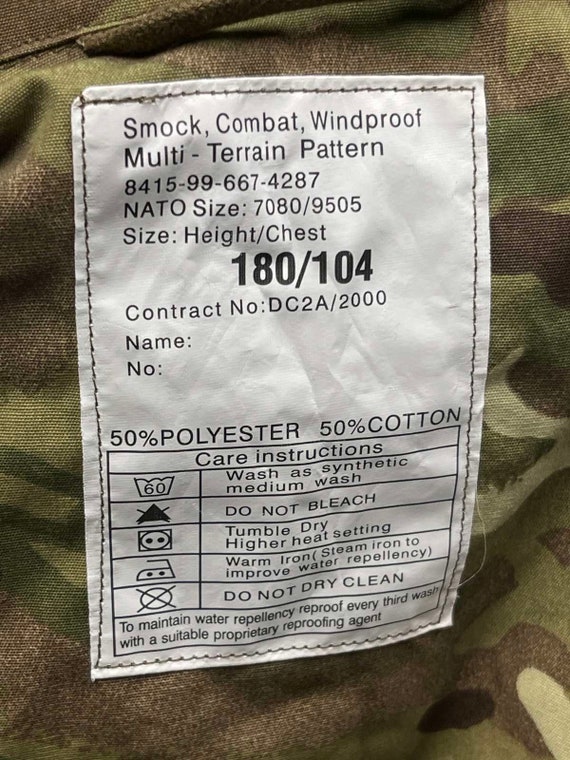 Smock, Combat, Windproof
Multi - Terrain Pattern
8415-99-667-4287
NATO Size: 7080/9505
Size: Height/Chest
180/104
Contract No:DC2A/2000
Name:
No:
50%POLYESTER 50%COTTON
Care instructions
60
Wash as synthetic
medium wash
DO NOT BLEACH
Tumble Dry
Higher heat setting
Warm Iron( Steam iron to
improve water repellency)
DO NOT DRY CLEAN
To maintain water repellency reproof every third wash
with a suitable proprietary reproofing agent